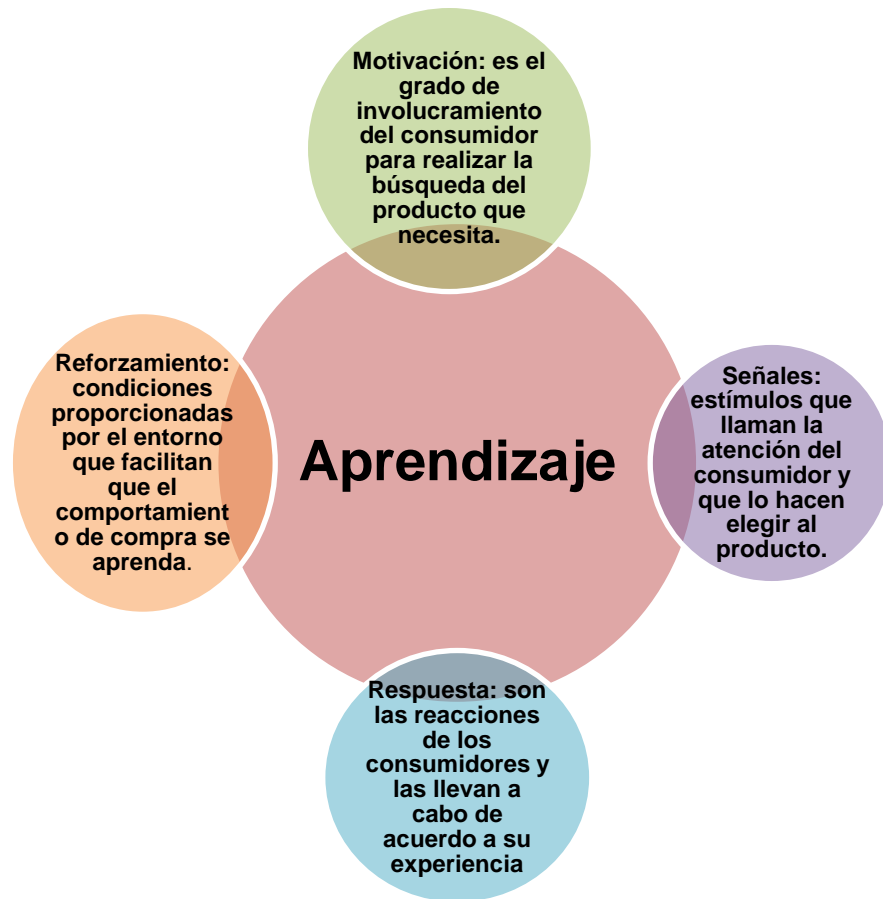 Motivación: es el
grado de
involucramiento
del consumidor
para realizar la
búsqueda del
producto que
necesita.
Reforzamiento:
condiciones
proporcionadas
por el entorno
que facilitan
que el
comportamient
o de compra se
aprenda.
Aprendizaje
Señales:
estímulos que
llaman la
atención del
consumidor y
que lo hacen
elegir al
producto.
Respuesta: son
las reacciones
de los
consumidores y
las llevan a
cabo de
acuerdo a su
experiencia